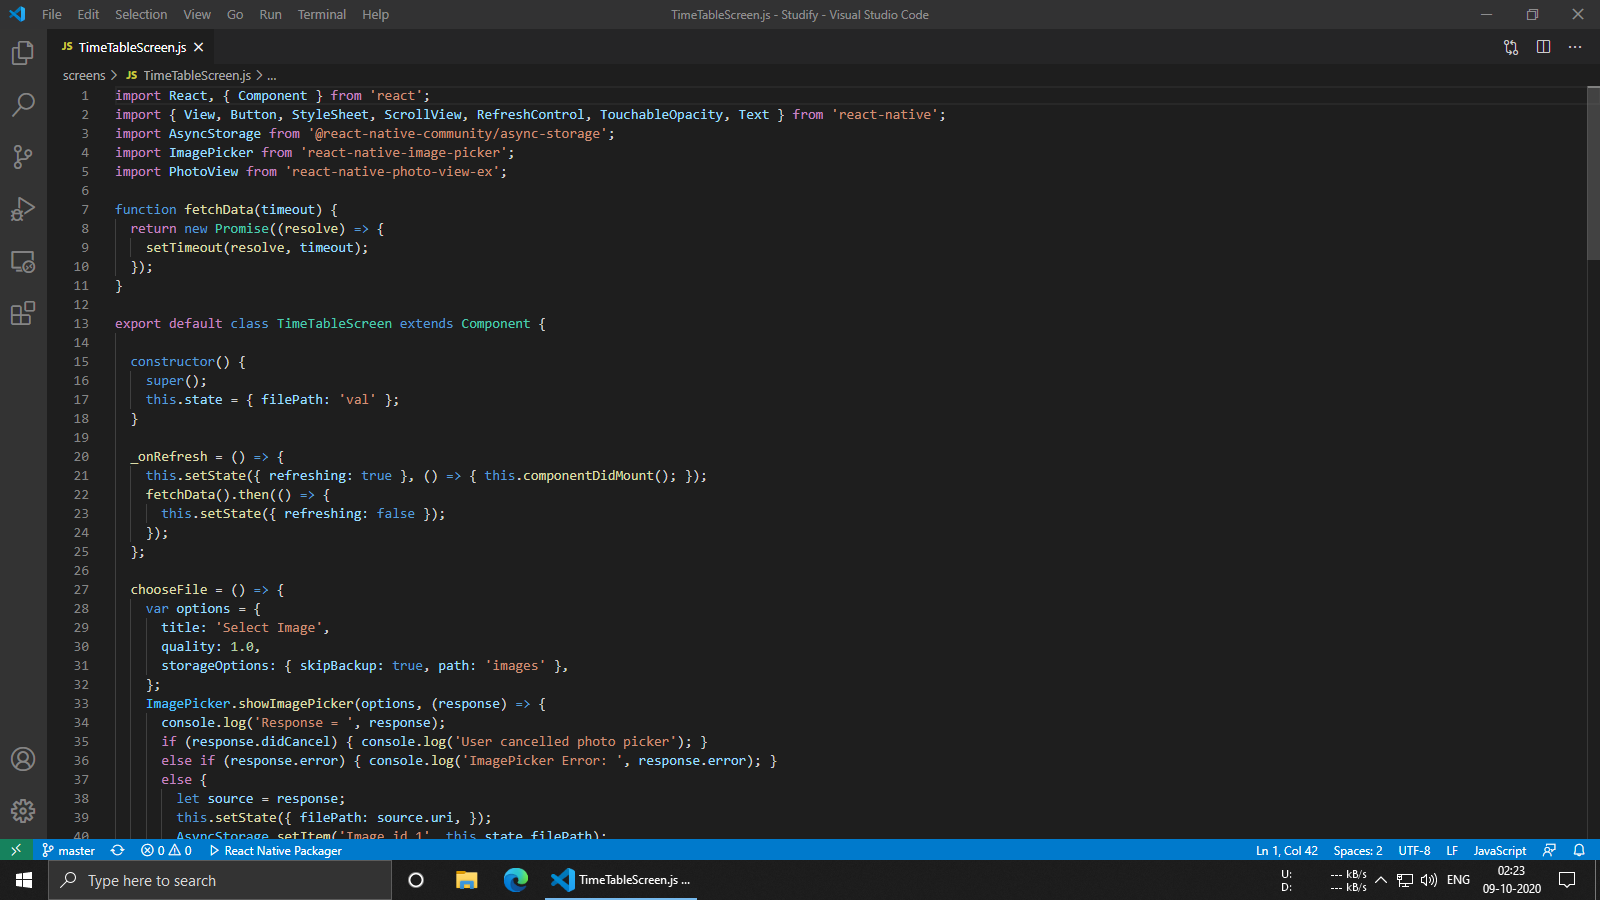 File Edit Selection View Go Run Terminal Help TimeTableScreen.js - Studify - Visual Studio Code
JS TimeTableScreen.js
screens > JS TimeTableScreen.js > ...
1 import React, { Component } from 'react';
2 import { View, Button, StyleSheet, ScrollView, RefreshControl, TouchableOpacity, Text } from 'react-native';
3 import AsyncStorage from '@react-native-community/async-storage';
4 import ImagePicker from 'react-native-image-picker';
5 import PhotoView from 'react-native-photo-view-ex';
6
7 function fetchData(timeout) {
8   return new Promise((resolve) => {
9     setTimeout(resolve, timeout);
10   });
11 }
12
13 export default class TimeTableScreen extends Component {
14
15   constructor() {
16     super();
17     this.state = { filePath: 'val' };
18   }
19
20   _onRefresh = () => {
21     this.setState({ refreshing: true }, () => { this.componentDidMount(); });
22     fetchData().then(() => {
23       this.setState({ refreshing: false });
24     });
25   };
26
27   chooseFile = () => {
28     var options = {
29       title: 'Select Image',
30       quality: 1.0,
31       storageOptions: { skipBackup: true, path: 'images' },
32     };
33     ImagePicker.showImagePicker(options, (response) => {
34       console.log('Response = ', response);
35       if (response.didCancel) { console.log('User cancelled photo picker'); }
36       else if (response.error) { console.log('ImagePicker Error: ', response.error); }
37       else {
38         let source = response;
39         this.setState({ filePath: source.uri, });
40         AsyncStorage.setItem('Image_id_1', this.state.filePath);
master 0 0 React Native Packager Ln 1, Col 42 Spaces: 2 UTF-8 LF JavaScript
Type here to search TimeTableScreen.js ... U: --- kB/s D: --- kB/s ENG 02:23 09-10-2020